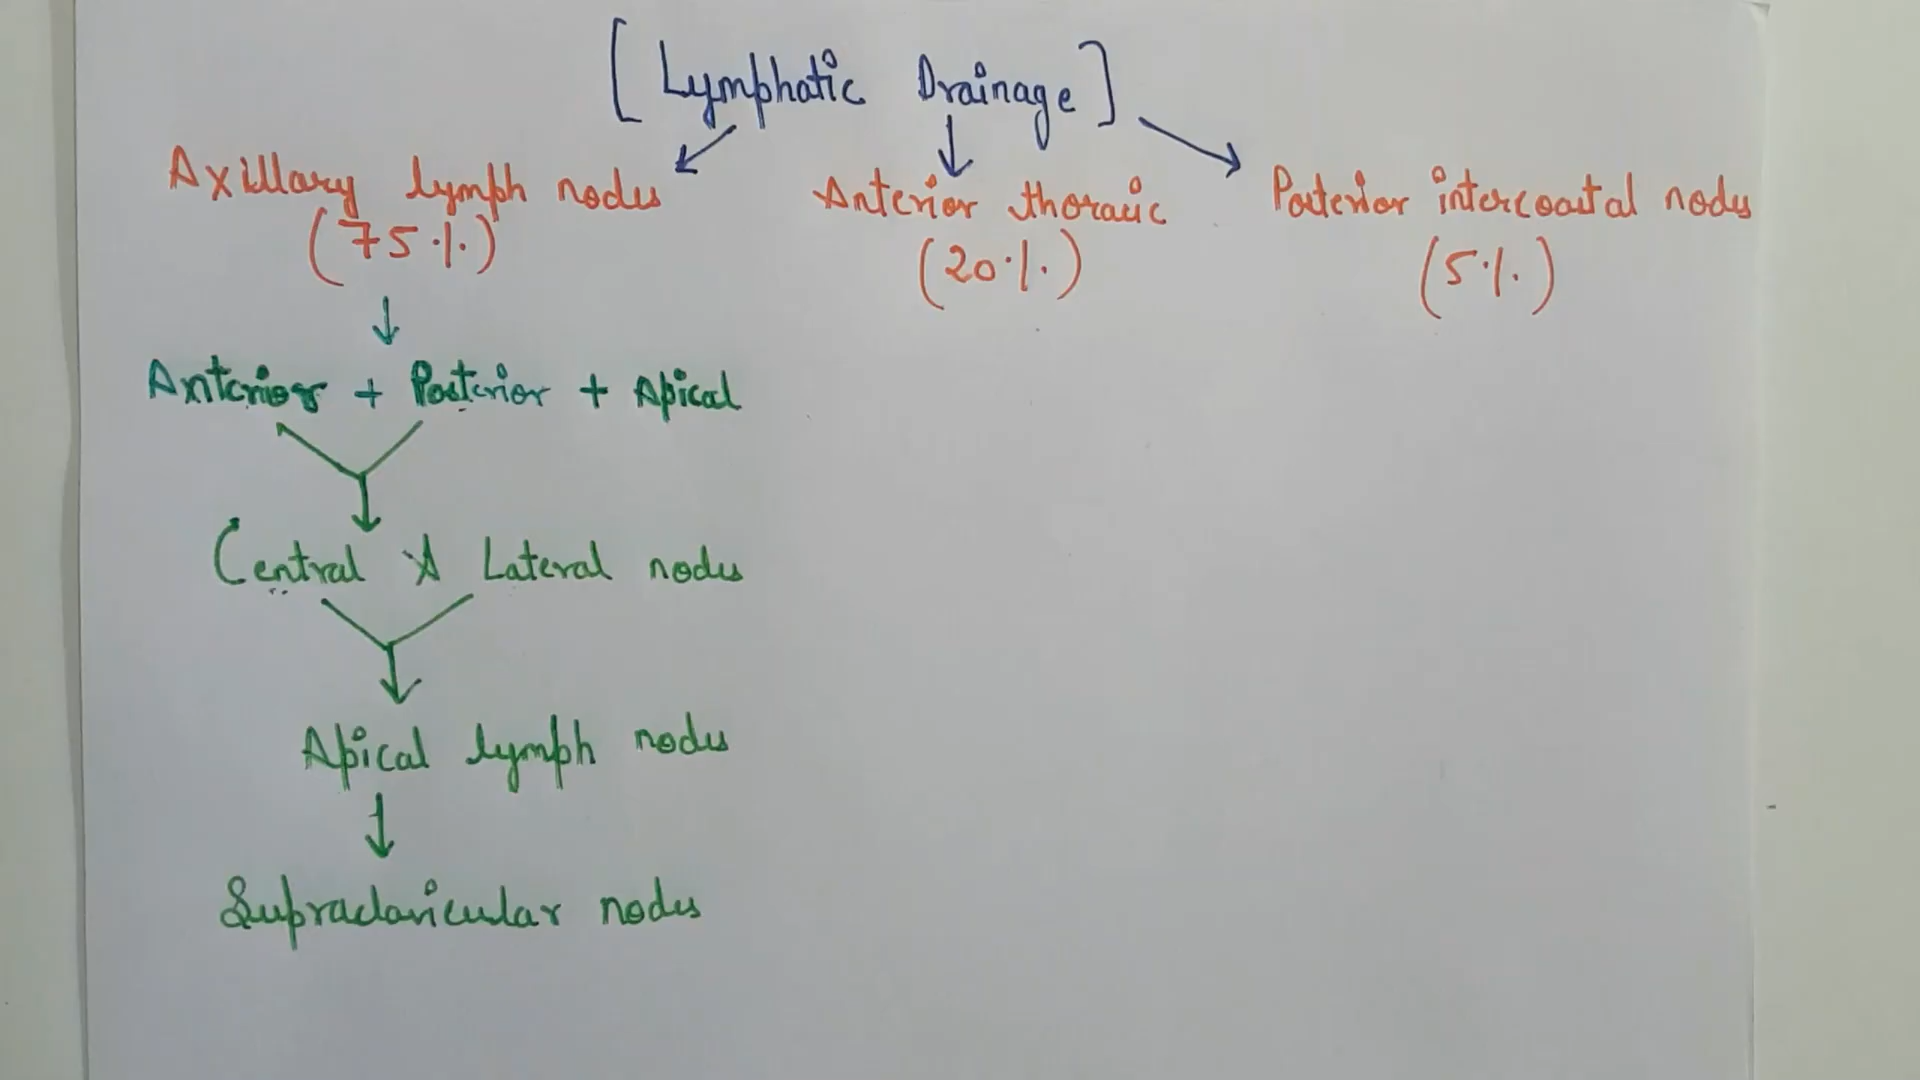 [ Lymphatic Drainage ]
Axillary lymph nodes
(75%)
Anterior thoracic
(20%)
Posterior intercoastal nodes
(5%)
Anterior + Posterior + Apical
Central & Lateral nodes
Apical lymph nodes
Supraclavicular nodes